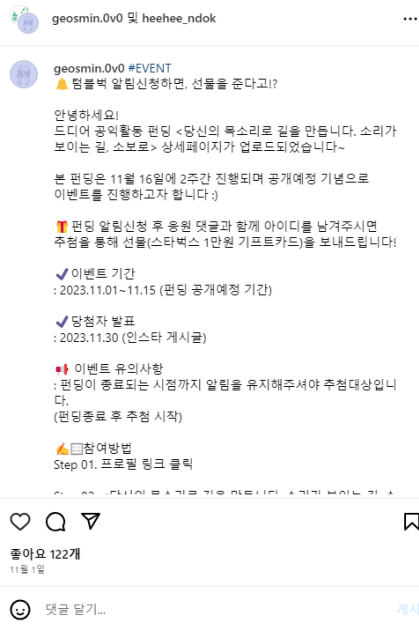 geosmin.0v0 및 heehee_ndok
geosmin.0v0 #EVENT
🔔 텀블벅 알림신청하면, 선물을 준다고!?
안녕하세요!
드디어 공익활동 펀딩 <당신의 목소리로 길을 만듭니다. 소리가
보이는 길, 소보로> 상세페이지가 업로드되었습니다~
본 펀딩은 11월 16일에 2주간 진행되며 공개예정 기념으로
이벤트를 진행하고자 합니다 :)
🎁펀딩 알림신청 후 응원 댓글과 함께 아이디를 남겨주시면
추첨을 통해 선물(스타벅스 1만원 기프트카드)을 보내드립니다!
✔이벤트 기간
: 2023.11.01~11.15 (펀딩 공개예정 기간)
✔당첨자 발표
: 2023.11.30 (인스타 게시글)
📢 이벤트 유의사항
: 펀딩이 종료되는 시점까지 알림을 유지해주셔야 추첨대상입니
다.
(펀딩종료 후 추첨 시작)
✍🏻참여방법
Step 01. 프로필 링크 클릭
좋아요 122개
11월 1일
댓글 달기...
게시